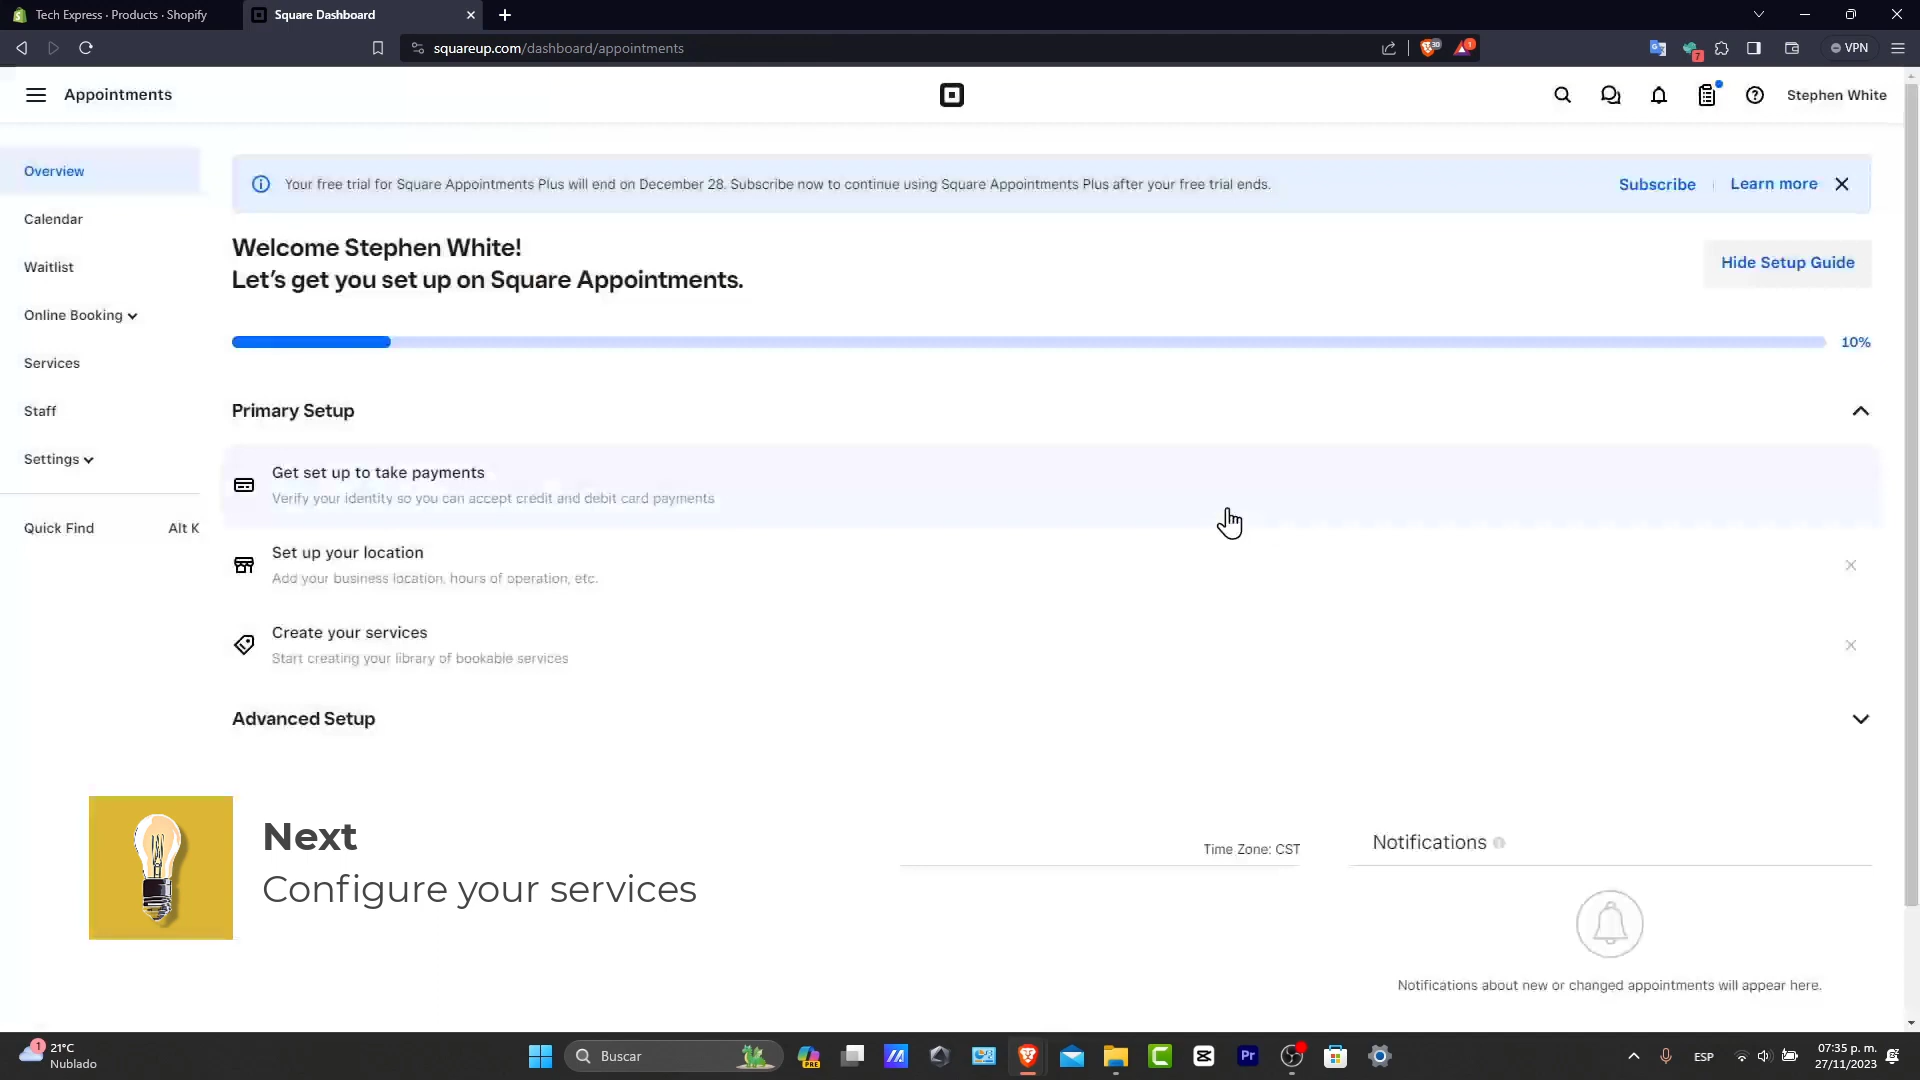 Tech Express · Products · Shopify
Square Dashboard
squareup.com/dashboard/appointments
30
1
7
VPN
Appointments
Stephen White
Overview
Calendar
Waitlist
Online Booking
Services
Staff
Settings
Quick Find Alt K
Your free trial for Square Appointments Plus will end on December 28. Subscribe now to continue using Square Appointments Plus after your free trial ends.
Subscribe
Learn more
Welcome Stephen White!
Let's get you set up on Square Appointments.
Hide Setup Guide
10%
Primary Setup
Get set up to take payments
Verify your identity so you can accept credit and debit card payments
Set up your location
Add your business location, hours of operation, etc.
Create your services
Start creating your library of bookable services
Advanced Setup
Next
Configure your services
Time Zone: CST
Notifications
Notifications about new or changed appointments will appear here.
1
21°C
Nublado
Buscar
PRE
Pr
ESP
07:35 p. m.
27/11/2023